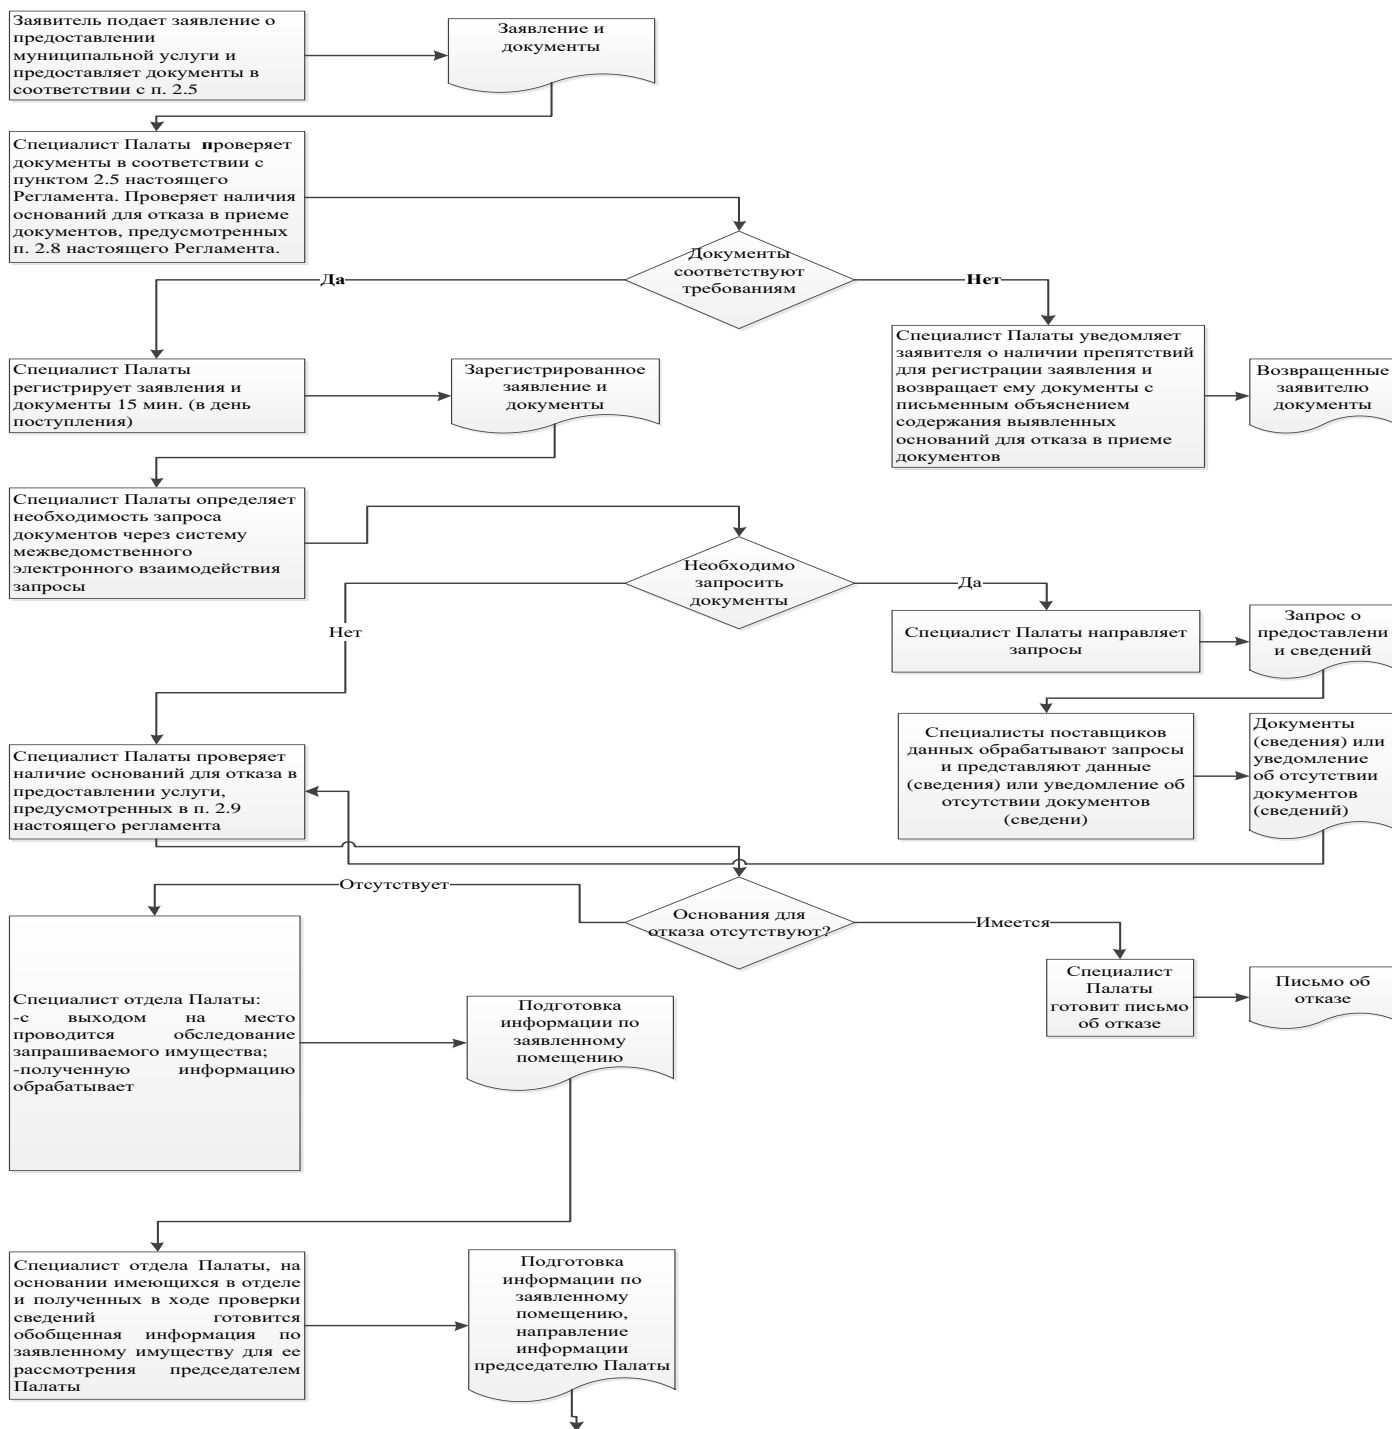 Заявитель подает заявление о
предоставлении
муниципальной услуги и
предоставляет документы в
соответствии с п. 2.5
Заявление и
документы
Специалист Палаты проверяет
документы в соответствии с
пунктом 2.5 настоящего
Регламента. Проверяет наличия
оснований для отказа в приеме
документов, предусмотренных
п. 2.8 настоящего Регламента.
Документы
соответствуют
требованиям
Да
Нет
Специалист Палаты
регистрирует заявления и
документы 15 мин. (в день
поступления)
Зарегистрированное
заявление и
документы
Специалист Палаты уведомляет
заявителя о наличии препятствий
для регистрации заявления и
возвращает ему документы с
письменным объяснением
содержания выявленных
оснований для отказа в приеме
документов
Возвращенные
заявителю
документы
Специалист Палаты определяет
необходимость запроса
документов через систему
межведомственного
электронного взаимодействия
запросы
Необходимо
запросить
документы
Да
Нет
Специалист Палаты направляет
запросы
Запрос о
предоставлени
и сведений
Специалисты поставщиков
данных обрабатывают запросы
и представляют данные
(сведения) или уведомление об
отсутствии документов
(сведени)
Документы
(сведения) или
уведомление
об отсутствии
документов
(сведений)
Специалист Палаты проверяет
наличие оснований для отказа в
предоставлении услуги,
предусмотренных в п. 2.9
настоящего регламента
Основания для
отказа отсутствуют?
Отсутствует
Имеется
Специалист
Палаты
готовит письмо
об отказе
Письмо об
отказе
Специалист отдела Палаты:
-с выходом на место
проводится обследование
запрашиваемого имущества;
-полученную информацию
обрабатывает
Подготовка
информации по
заявленному
помещению
Специалист отдела Палаты, на
основании имеющихся в отделе
и полученных в ходе проверки
сведений готовится
обобщенная информация по
заявленному имуществу для ее
рассмотрения председателем
Палаты
Подготовка
информации по
заявленному
помещению,
направление
информации
председателю Палаты